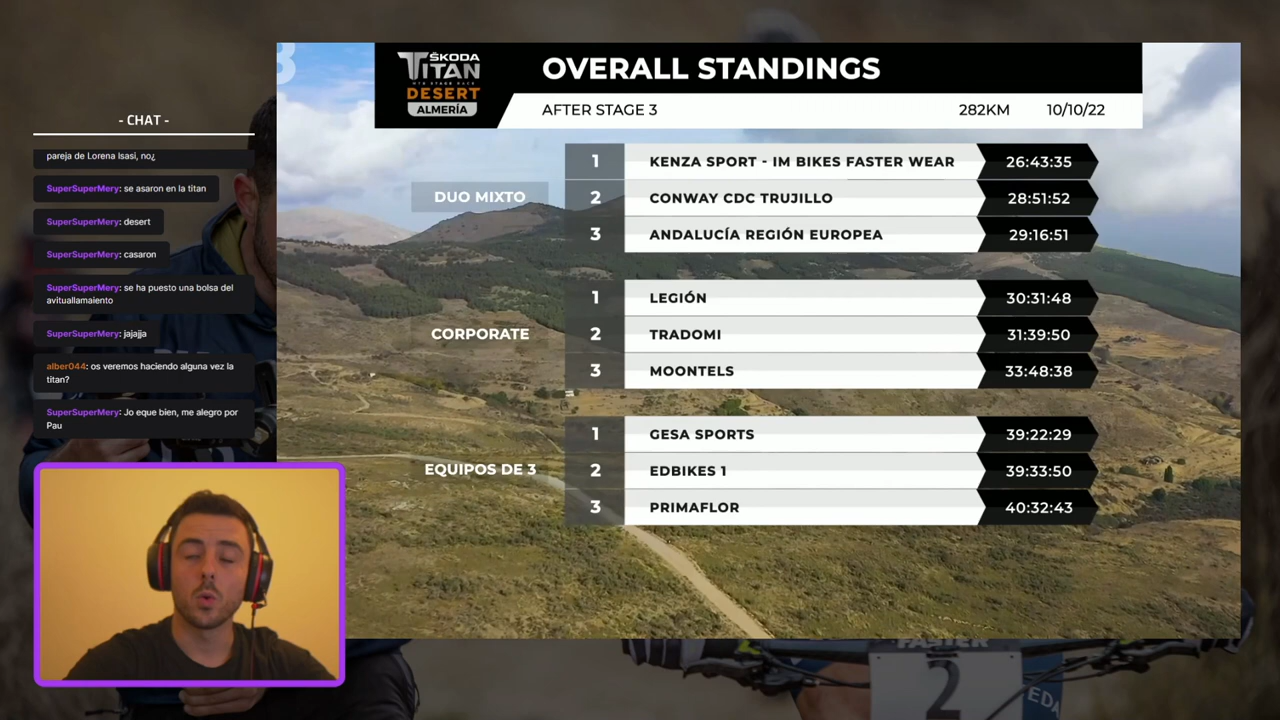 ŠKODA
TITAN
DESERT
ALMERÍA
OVERALL STANDINGS
AFTER STAGE 3
282KM
10/10/22
- CHAT -
pareja de Lorena Isasi, no¿
SuperSuperMery: se asaron en la titan
SuperSuperMery: desert
SuperSuperMery: casaron
SuperSuperMery: se ha puesto una bolsa del
avituallamaiento
SuperSuperMery: jajajja
alber044: os veremos haciendo alguna vez la
titan?
SuperSuperMery: Jo eque bien, me alegro por
Pau
DUO MIXTO
1 KENZA SPORT - IM BIKES FASTER WEAR 26:43:35
2 CONWAY CDC TRUJILLO 28:51:52
3 ANDALUCÍA REGIÓN EUROPEA 29:16:51
CORPORATE
1 LEGIÓN 30:31:48
2 TRADOMI 31:39:50
3 MOONTELS 33:48:38
EQUIPOS DE 3
1 GESA SPORTS 39:22:29
2 EDBIKES 1 39:33:50
3 PRIMAFLOR 40:32:43
2